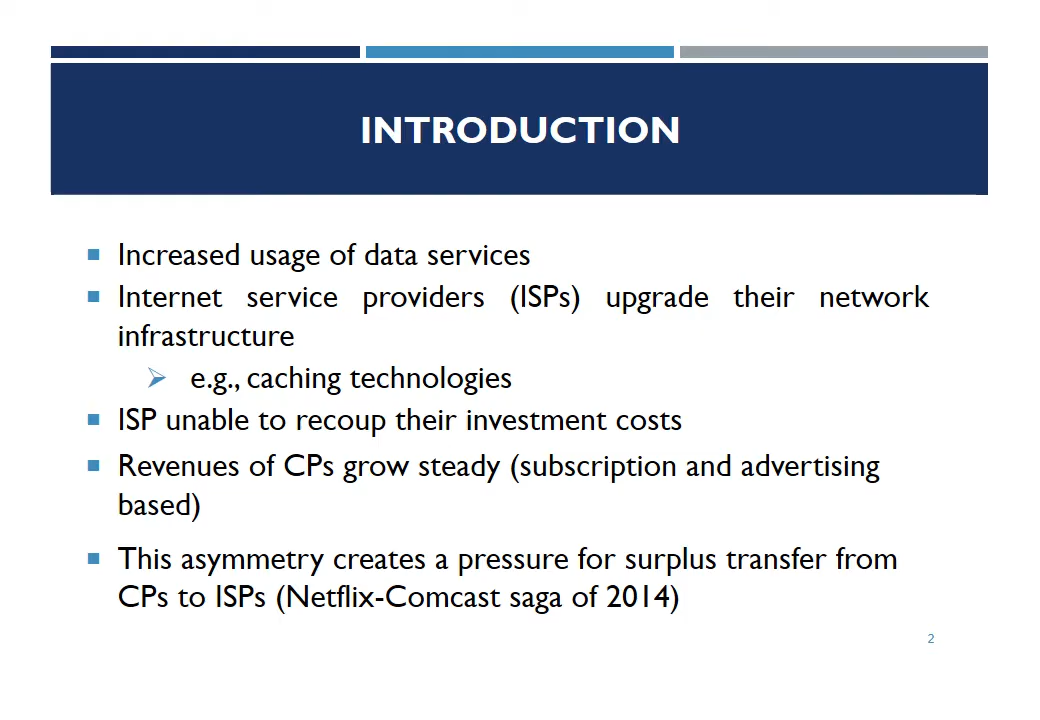 INTRODUCTION
Increased usage of data services
Internet service providers (ISPs) upgrade their network
infrastructure
e.g., caching technologies
ISP unable to recoup their investment costs
Revenues of CPs grow steady (subscription and advertising
based)
This asymmetry creates a pressure for surplus transfer from
CPs to ISPs (Netflix-Comcast saga of 2014)
2